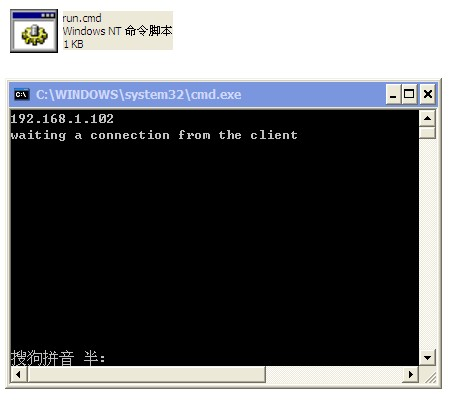 run.cmd
Windows NT 命令脚本
1 KB
C:\WINDOWS\system32\cmd.exe
192.168.1.102
waiting a connection from the client
搜狗拼音 半: